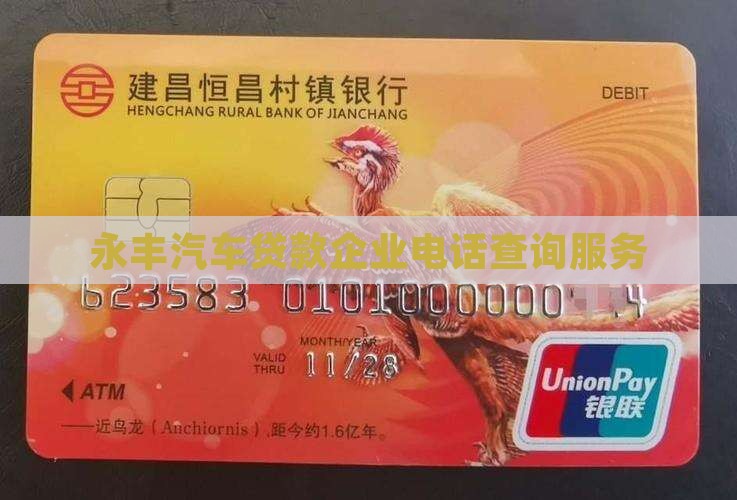 建昌恒昌村镇银行
HENGCHANG RURAL BANK OF JIANCHANG
DEBIT
永丰汽车贷款企业电话查询服务
623583 0101000000 .4
MONTH/YEAR
VALID THRU 11/28
ATM
UnionPay
银联
——近鸟龙（Anchiornis）,距今约1.6亿年。